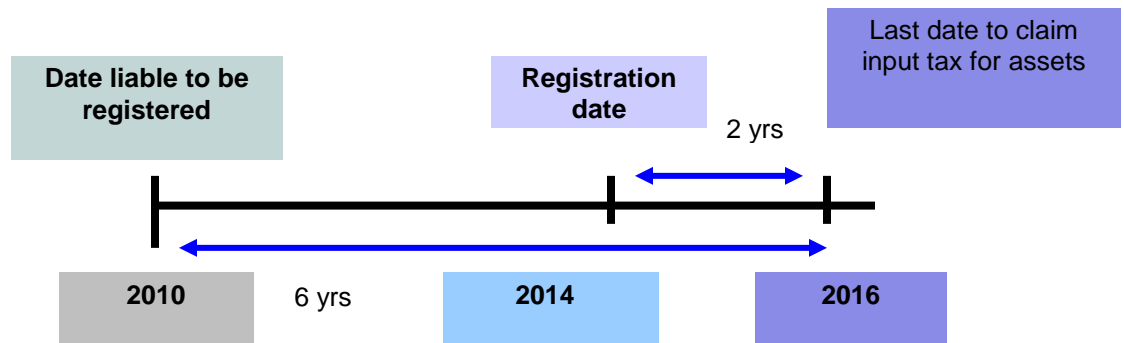 Last date to claim
input tax for assets
Date liable to be
registered
Registration
date
2 yrs
2010
6 yrs
2014
2016